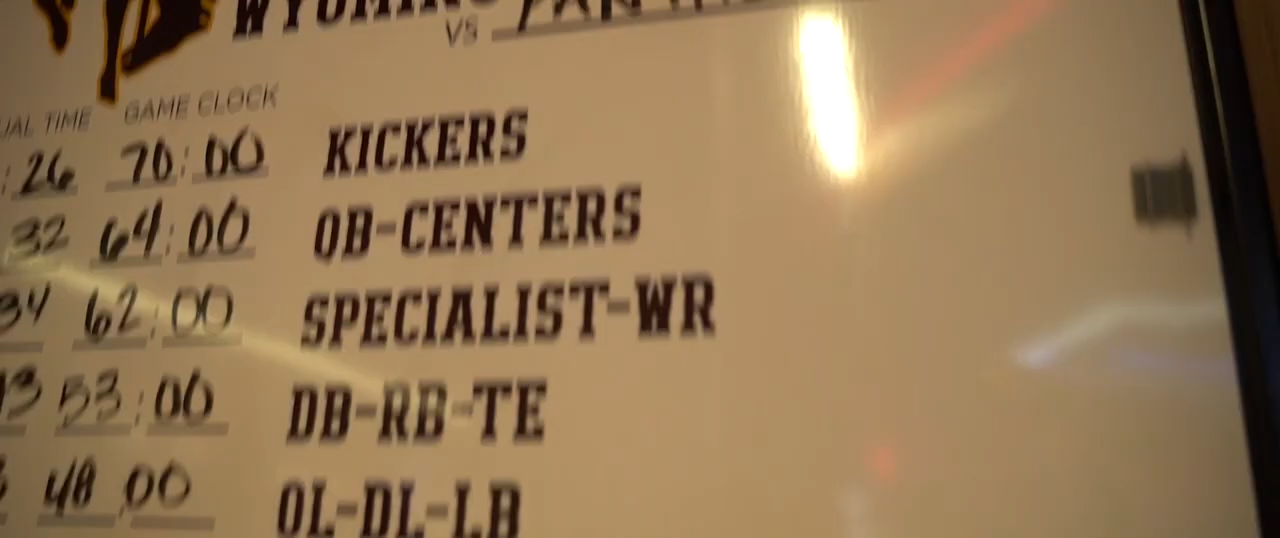 WYOMING
VS
GAME CLOCK
TIME
26 70:00 KICKERS
32 64:00 QB-CENTERS
34 62:00 SPECIALIST-WR
53:00 DB-RB-TE
48:00 OL-DL-LB